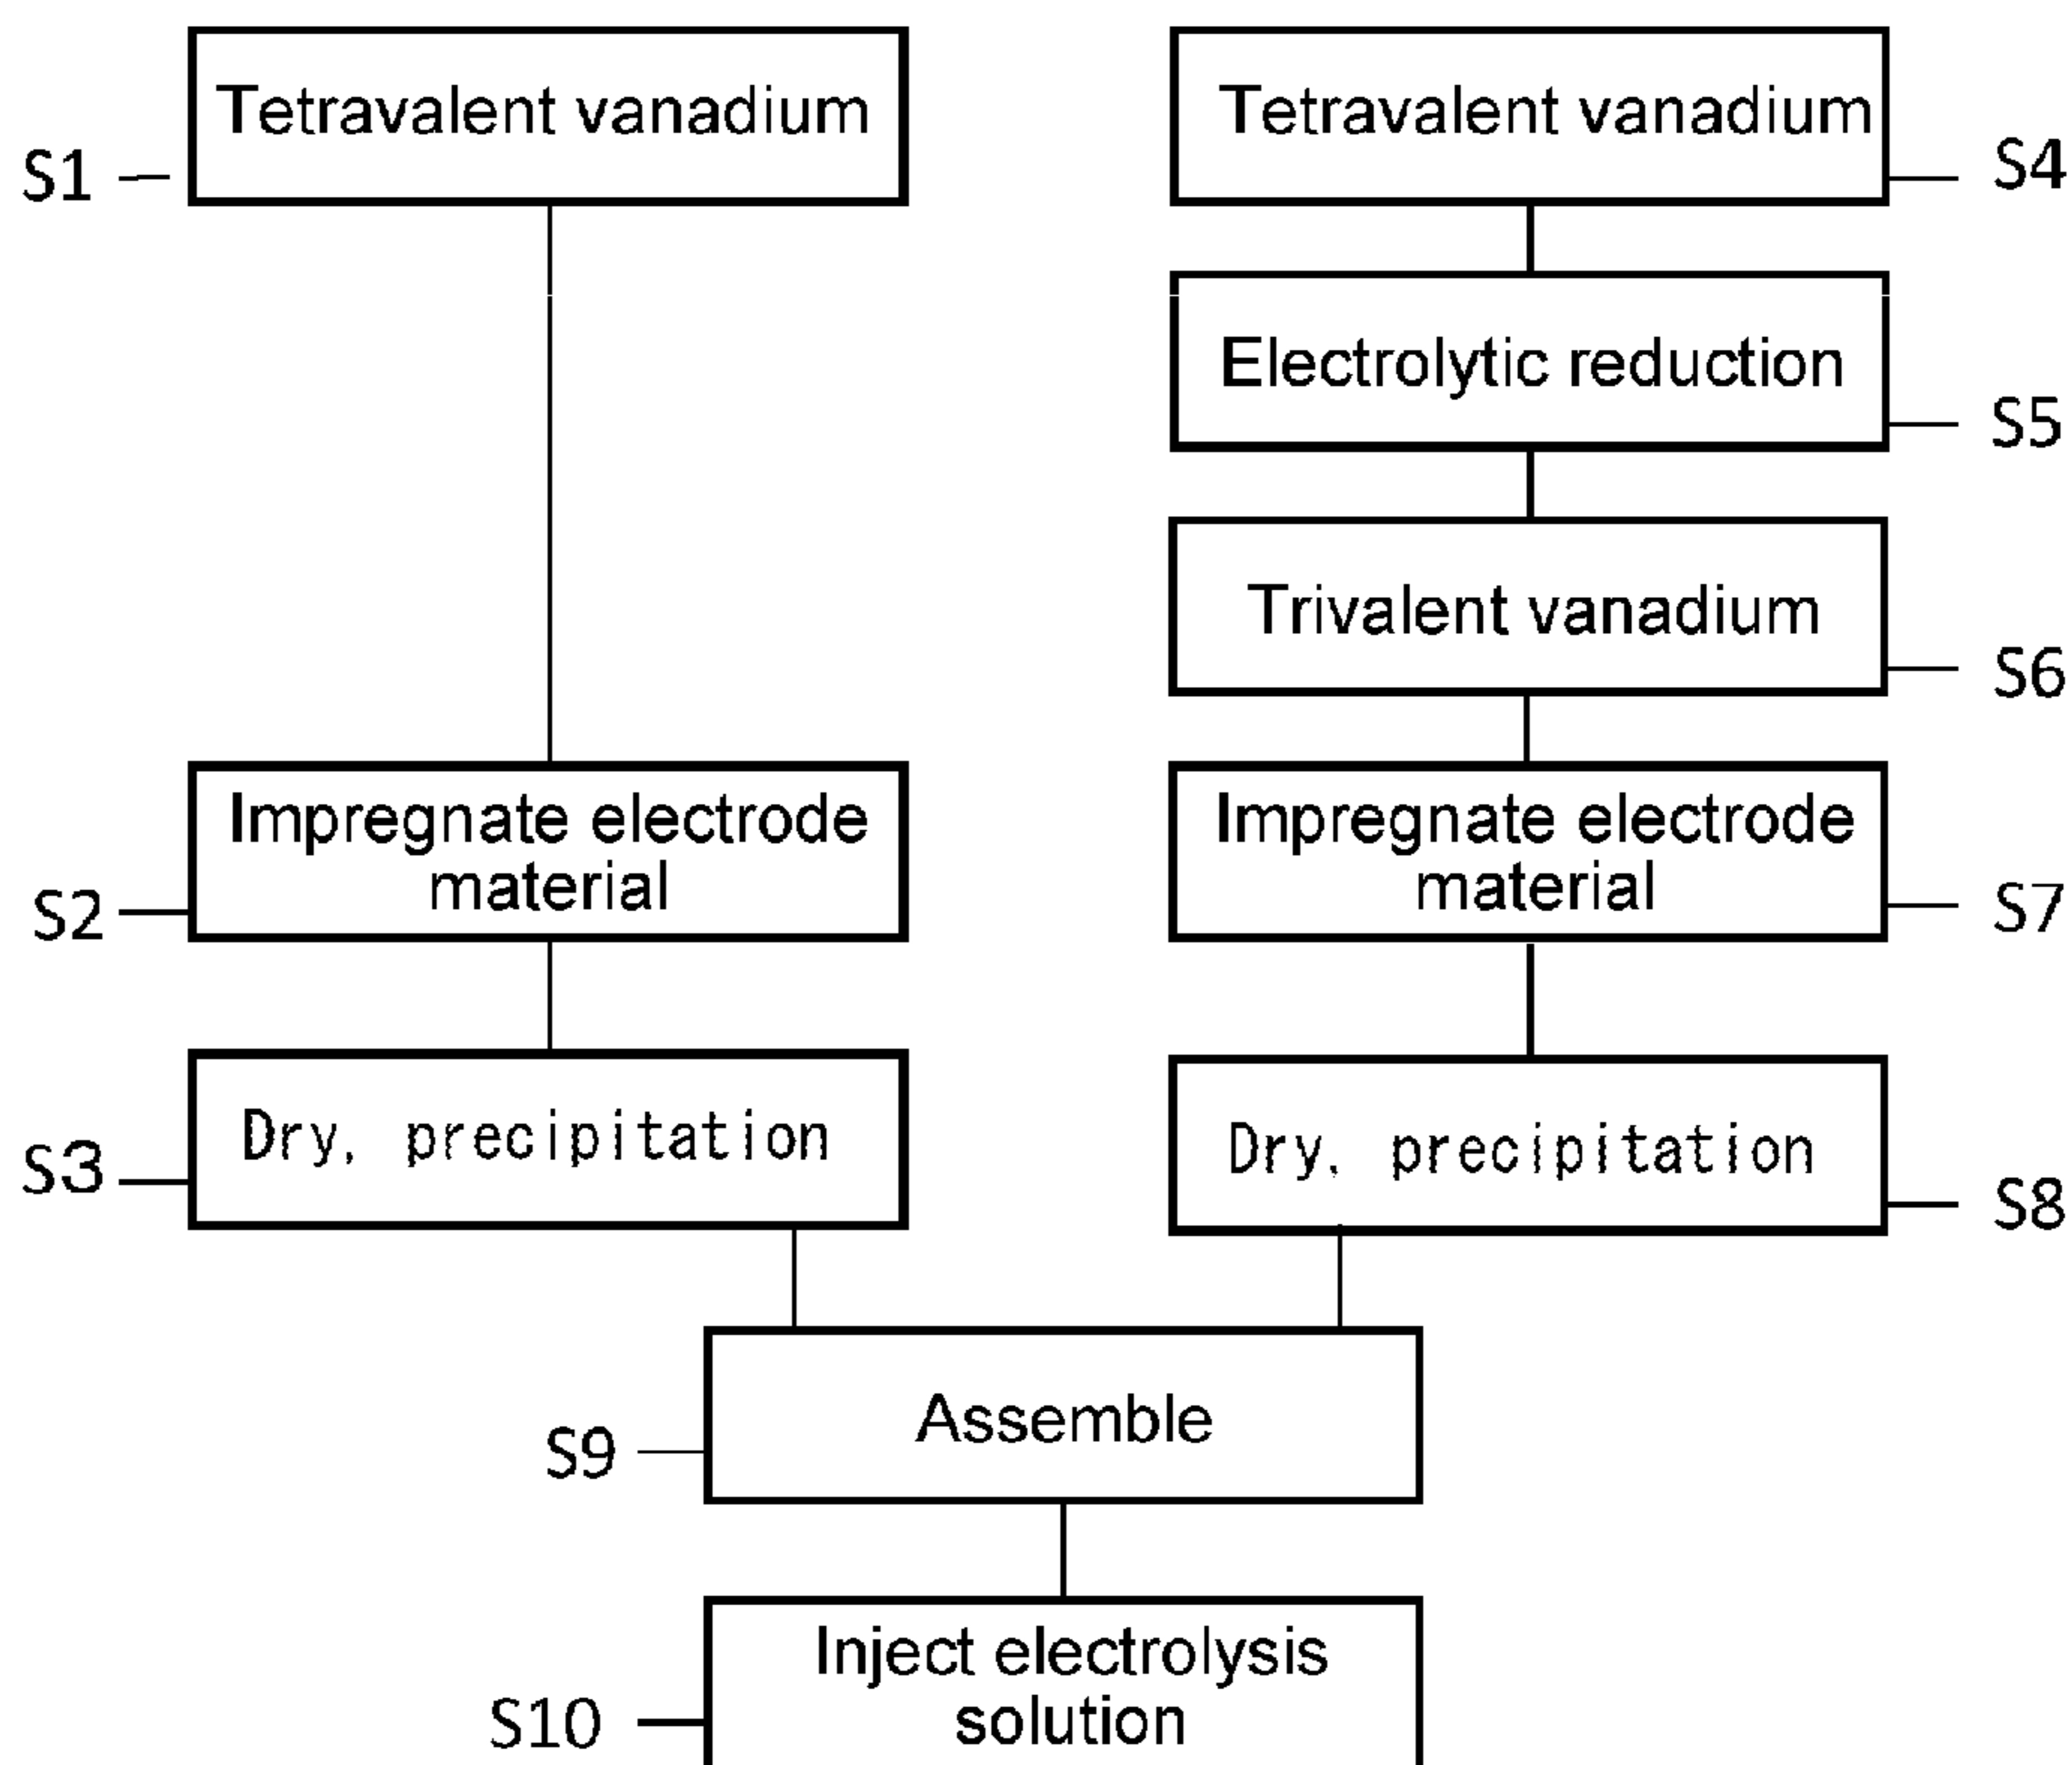 Tetravalent vanadium
S1
Impregnate electrode
material
S2
Dry, precipitation
S3
Tetravalent vanadium
S4
Electrolytic reduction
S5
Trivalent vanadium
S6
Impregnate electrode
material
S7
Dry, precipitation
S8
Assemble
S9
Inject electrolysis
solution
S10